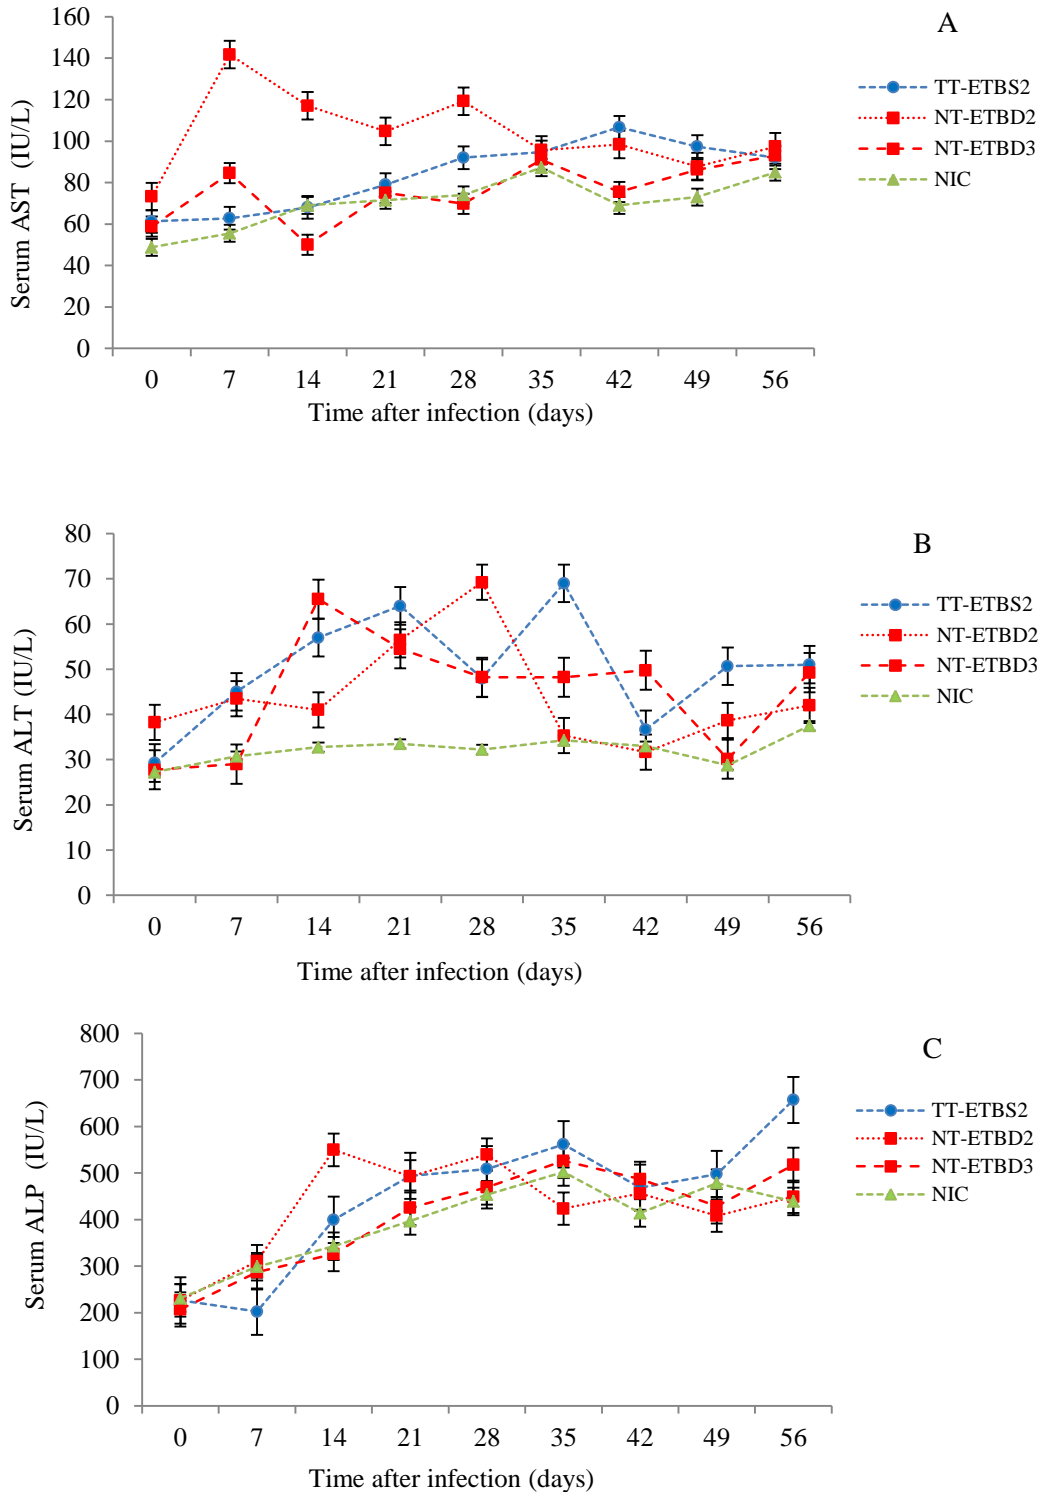 A
Serum AST (IU/L)
160
140
120
100
80
60
40
20
0
0 7 14 21 28 35 42 49 56
Time after infection (days)
TT-ETBS2
NT-ETBD2
NT-ETBD3
NIC
B
Serum ALT (IU/L)
80
70
60
50
40
30
20
10
0
0 7 14 21 28 35 42 49 56
Time after infection (days)
TT-ETBS2
NT-ETBD2
NT-ETBD3
NIC
C
Serum ALP (IU/L)
800
700
600
500
400
300
200
100
0
0 7 14 21 28 35 42 49 56
Time after infection (days)
TT-ETBS2
NT-ETBD2
NT-ETBD3
NIC